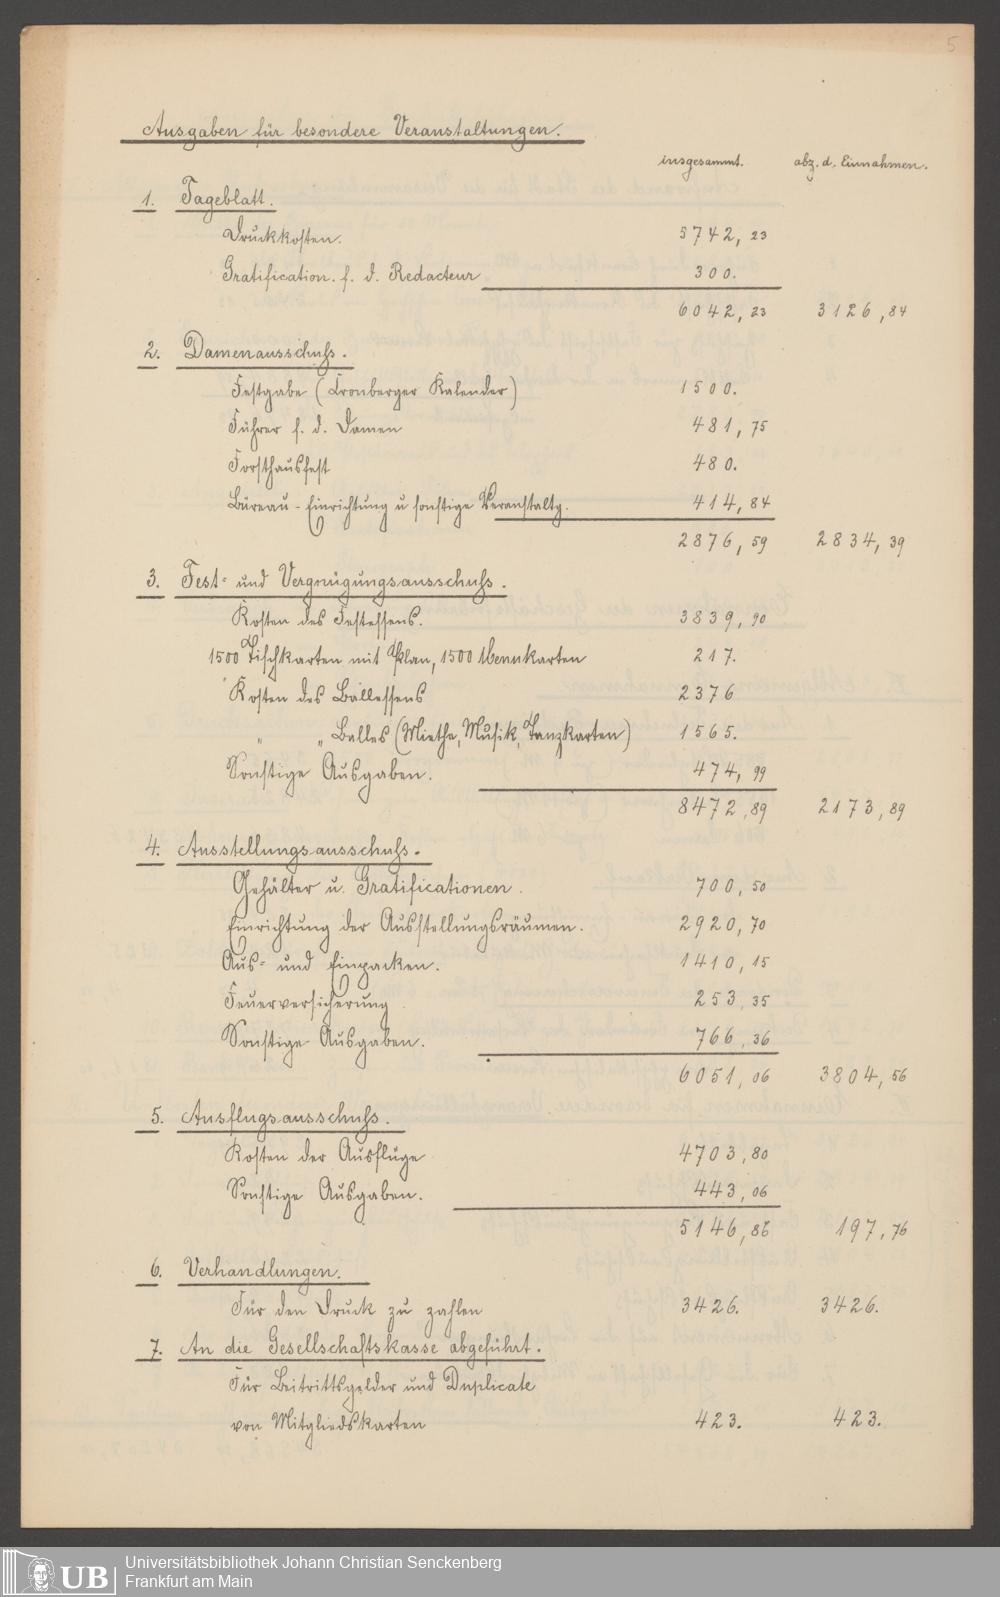 5
Ausgaben für besondere Veranstaltungen.
insgesammt. abz. d. Einnahmen.
1. Tageblatt.
Druckkosten. 5742,23
Gratification. f. d. Redacteur 300.
6042,23 3126,84
2. Damenausschuss.
Festgabe (Cronberger Kalender) 1500.
Führer f. d. Damen 481,75
Forsthausfest 480.
Büreau-Einrichtung u sonstige Veranstaltg. 414,84
2876,59 2834,39
3. Fest- und Vergnügungsausschuss.
Kosten des Festessens. 3839,90
1500 Tischkarten mit Plan, 1500 Menukarten 217.
Kosten des Ballessens 2376
" " Balles (Miethe, Musik, Tanzkarten) 1565.
Sonstige Ausgaben. 474,99
8472,89 2173,89
4. Ausstellungsausschuss.
Gehälter u. Gratificationen. 700,50
Einrichtung der Ausstellungsräumen. 2920,70
Aus- und Einpacken. 1410,15
Feuerversicherung 253,35
Sonstige Ausgaben. 766,36
6051,06 3804,56
5. Ausflugsausschuss.
Kosten der Ausflüge 4703,80
Sonstige Ausgaben. 443,06
5146,86 197,76
6. Verhandlungen.
Für den Druck zu zahlen 3426. 3426.
7. An die Gesellschaftskasse abgeführt.
Für Beitrittsgelder und Duplicate
von Mitgliedskarten 423. 423.
UB Universitätsbibliothek Johann Christian Senckenberg
Frankfurt am Main